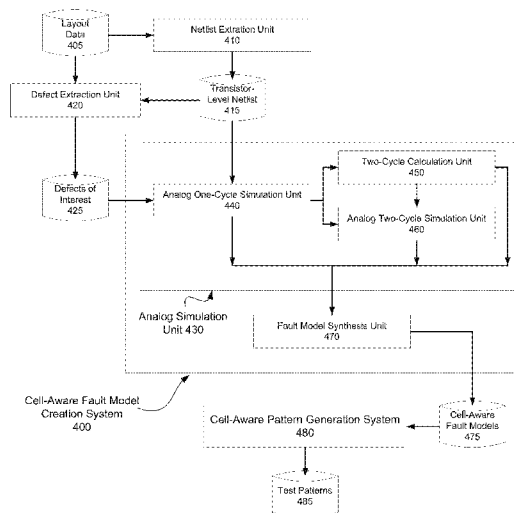 Layout
Data
405
Netlist Extration Unit
410
Defect Extraction Unit
420
Transistor-
Level Netlist
415
Defects of
Interest
425
Analog One-Cycle Simulation Unit
440
Two-Cycle Calculation Unit
450
Analog Two-Cycle Simulation Unit
460
Analog Simulation
Unit 430
Fault Model Synthesis Unit
470
Cell-Aware Fault Model
Creation System
400
Cell-Aware Pattern Generation System
480
Cell-Aware
Fault Models
475
Test Patterns
485